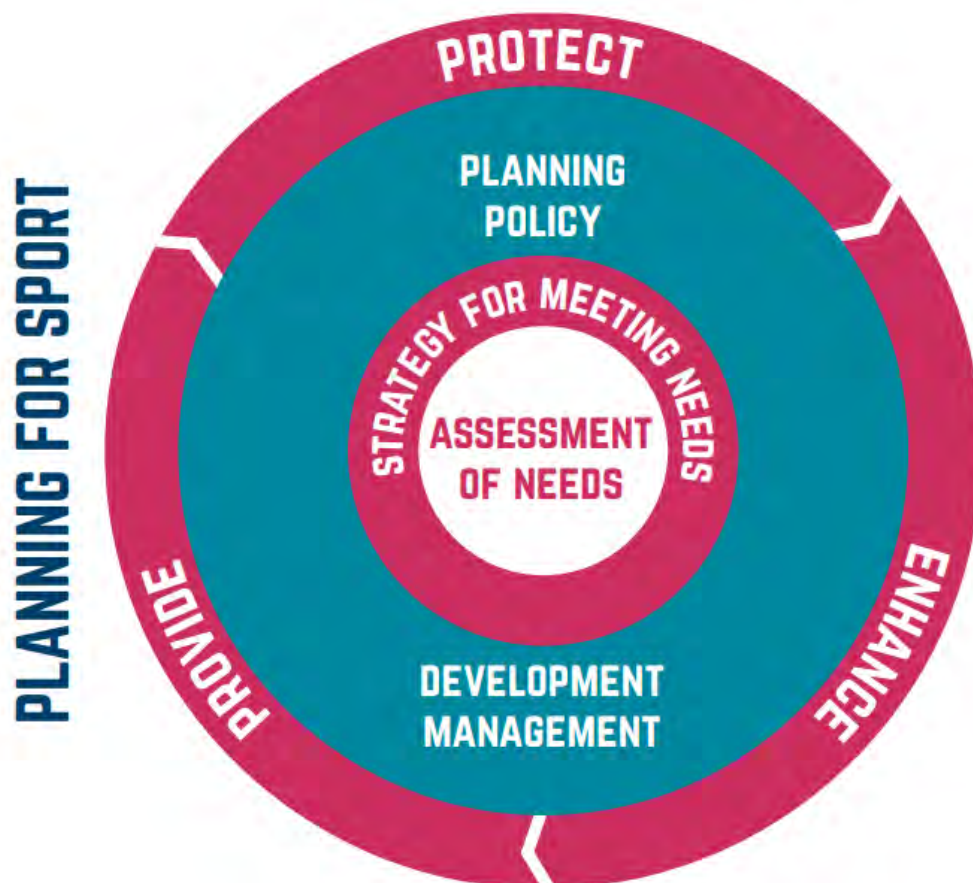 PLANNING FOR SPORT
PROTECT
PLANNING
POLICY
STRATEGY FOR MEETING NEEDS
ASSESSMENT
OF NEEDS
DEVELOPMENT
MANAGEMENT
ENHANCE
PROVIDE